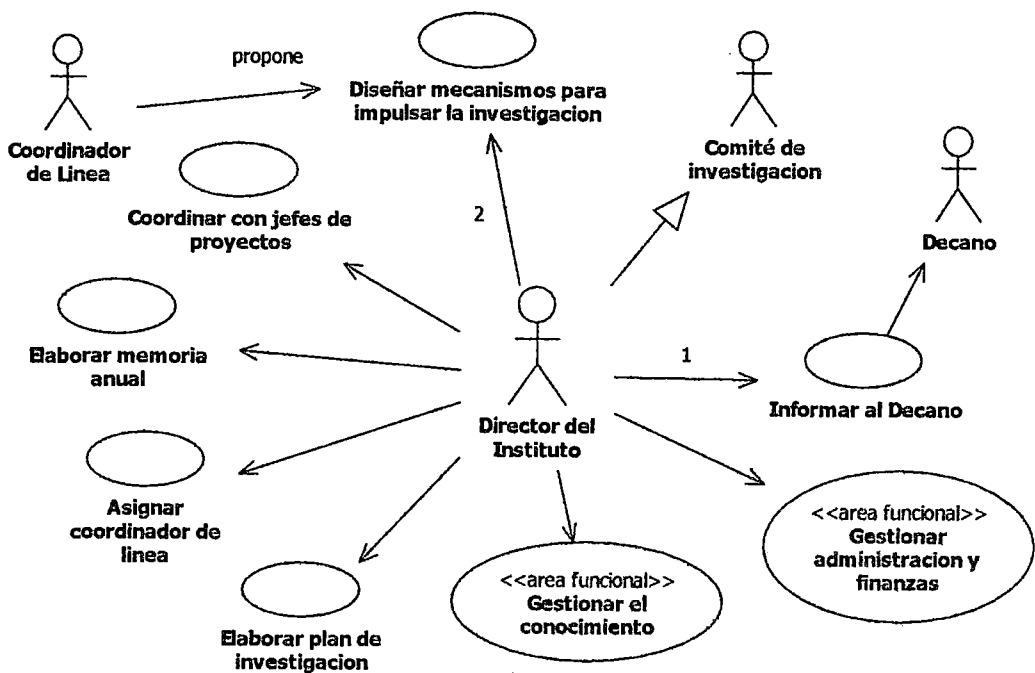 propone
Diseñar mecanismos para
impulsar la investigacion
Coordinador
de Linea
Comité de
investigacion
Decano
Coordinar con jefes de
proyectos
2
Elaborar memoria
anual
1
Informar al Decano
Director del
Instituto
Asignar
coordinador de
linea
<<area funcional>>
Gestionar
administracion y
finanzas
<<area funcional>>
Gestionar el
conocimiento
Elaborar plan de
investigacion